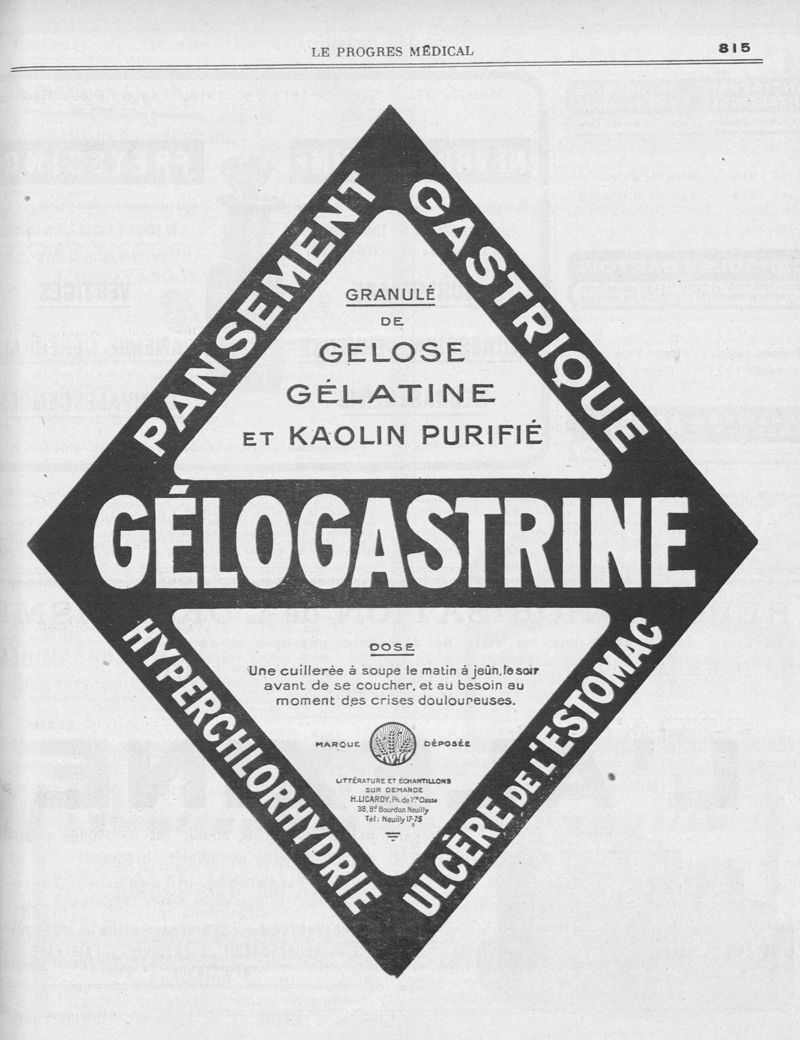 LE PROGRES MÉDICAL
815
PANSEMENT
GASTRIQUE
GRANULÉ
DE
GELOSE
GÉLATINE
ET KAOLIN PURIFIÉ
GÉLOGASTRINE
HYPERCHLORHYDRIE
ULCÈRE DE L'ESTOMAC
DOSE
Une cuillerée à soupe le matin à jeûn, le soir
avant de se coucher, et au besoin au
moment des crises douloureuses.
MARQUE DÉPOSÉE
LITTÉRATURE ET ÉCHANTILLONS
SUR DEMANDE
H. LICARDY, Ph. de 1re Classe
38, Bd Bourdon Neuilly
Tél: Neuilly 17-75